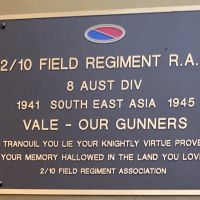 2/10 FIELD REGIMENT R.A.
8 AUST DIV
1941 SOUTH EAST ASIA 1945
VALE - OUR GUNNERS
TRANQUIL YOU LIE YOUR KNIGHTLY VIRTUE PROVE
YOUR MEMORY HALLOWED IN THE LAND YOU LOVE
2/10 FIELD REGIMENT ASSOCIATION